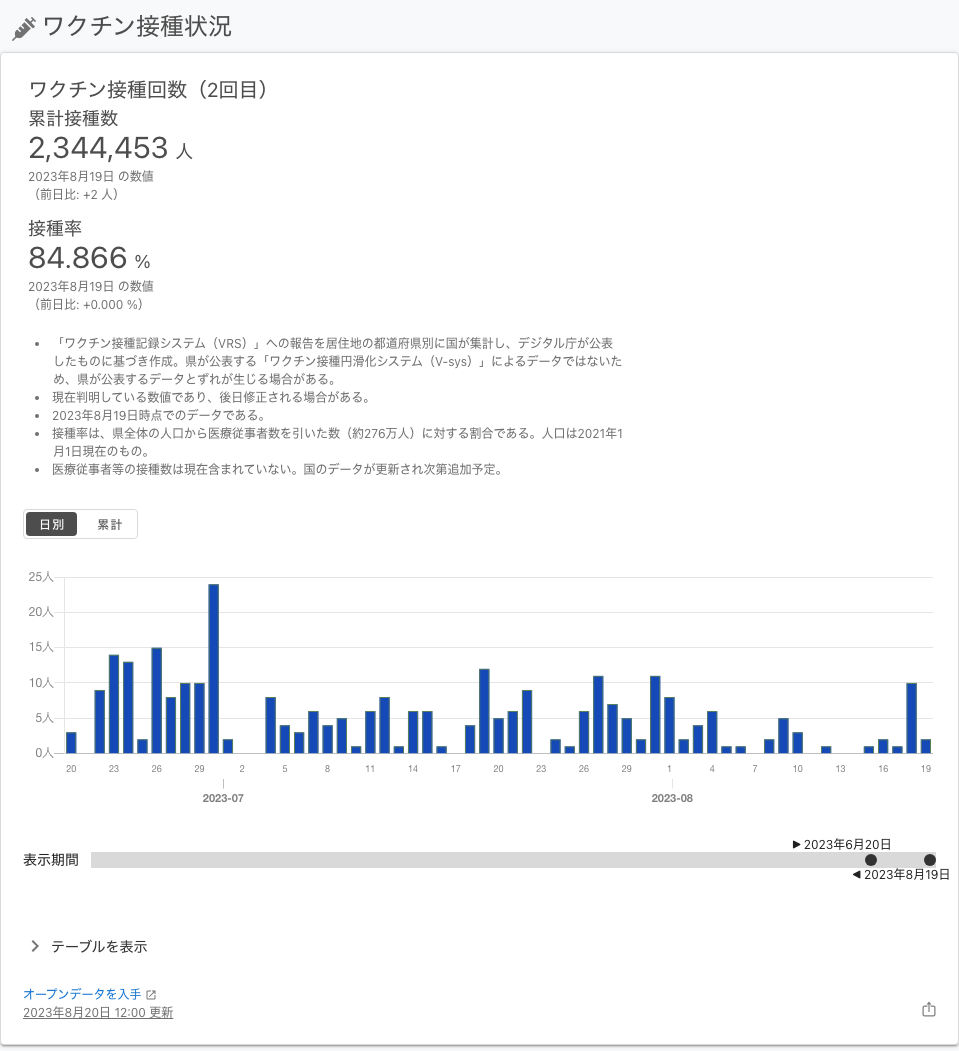 ワクチン接種状況
ワクチン接種回数（2回目）
累計接種数
2,344,453 人
2023年8月19日 の数値
（前日比: +2 人）
接種率
84.866 %
2023年8月19日 の数値
（前日比: +0.000 %）
• 「ワクチン接種記録システム（VRS）」への報告を居住地の都道府県別に国が集計し、デジタル庁が公表
したものに基づき作成。県が公表する「ワクチン接種円滑化システム（V-sys）」によるデータではないた
め、県が公表するデータとずれが生じる場合がある。
• 現在判明している数値であり、後日修正される場合がある。
• 2023年8月19日時点でのデータである。
• 接種率は、県全体の人口から医療従事者数を引いた数（約276万人）に対する割合である。人口は2021年1
月1日現在のもの。
• 医療従事者等の接種数は現在含まれていない。国のデータが更新され次第追加予定。
日別 累計
25人
20人
15人
10人
5人
0人
20 23 26 29 2 5 8 11 14 17 20 23 26 29 1 4 7 10 13 16 19
2023-07 2023-08
▶ 2023年6月20日
表示期間
◀ 2023年8月19日
テーブルを表示
オープンデータを入手
2023年8月20日 12:00 更新